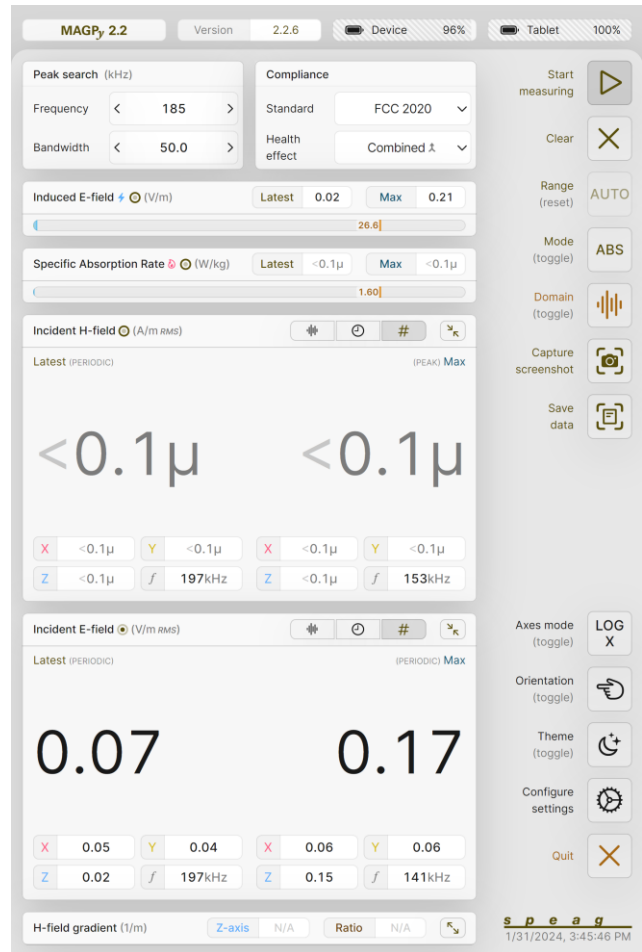 MAGPy 2.2 Version 2.2.6 Device 96% Tablet 100%
Peak search (kHz)
Frequency < 185 >
Bandwidth < 50.0 >
Compliance
Standard FCC 2020
Health effect Combined
Induced E-field (V/m) Latest 0.02 Max 0.21
26.6
Specific Absorption Rate (W/kg) Latest <0.1μ Max <0.1μ
1.60
Incident H-field (A/m RMS) #
Latest (PERIODIC) (PEAK) Max
<0.1μ <0.1μ
X <0.1μ Y <0.1μ X <0.1μ Y <0.1μ
Z <0.1μ f 197kHz Z <0.1μ f 153kHz
Incident E-field (V/m RMS) #
Latest (PERIODIC) (PERIODIC) Max
0.07 0.17
X 0.05 Y 0.04 X 0.06 Y 0.06
Z 0.02 f 197kHz Z 0.15 f 141kHz
H-field gradient (1/m) Z-axis N/A Ratio N/A
Start
measuring
Clear
Range
(reset) AUTO
Mode
(toggle) ABS
Domain
(toggle)
Capture
screenshot
Save
data
Axes mode
(toggle) LOG X
Orientation
(toggle)
Theme
(toggle)
Configure
settings
Quit
speag
1/31/2024, 3:45:46 PM